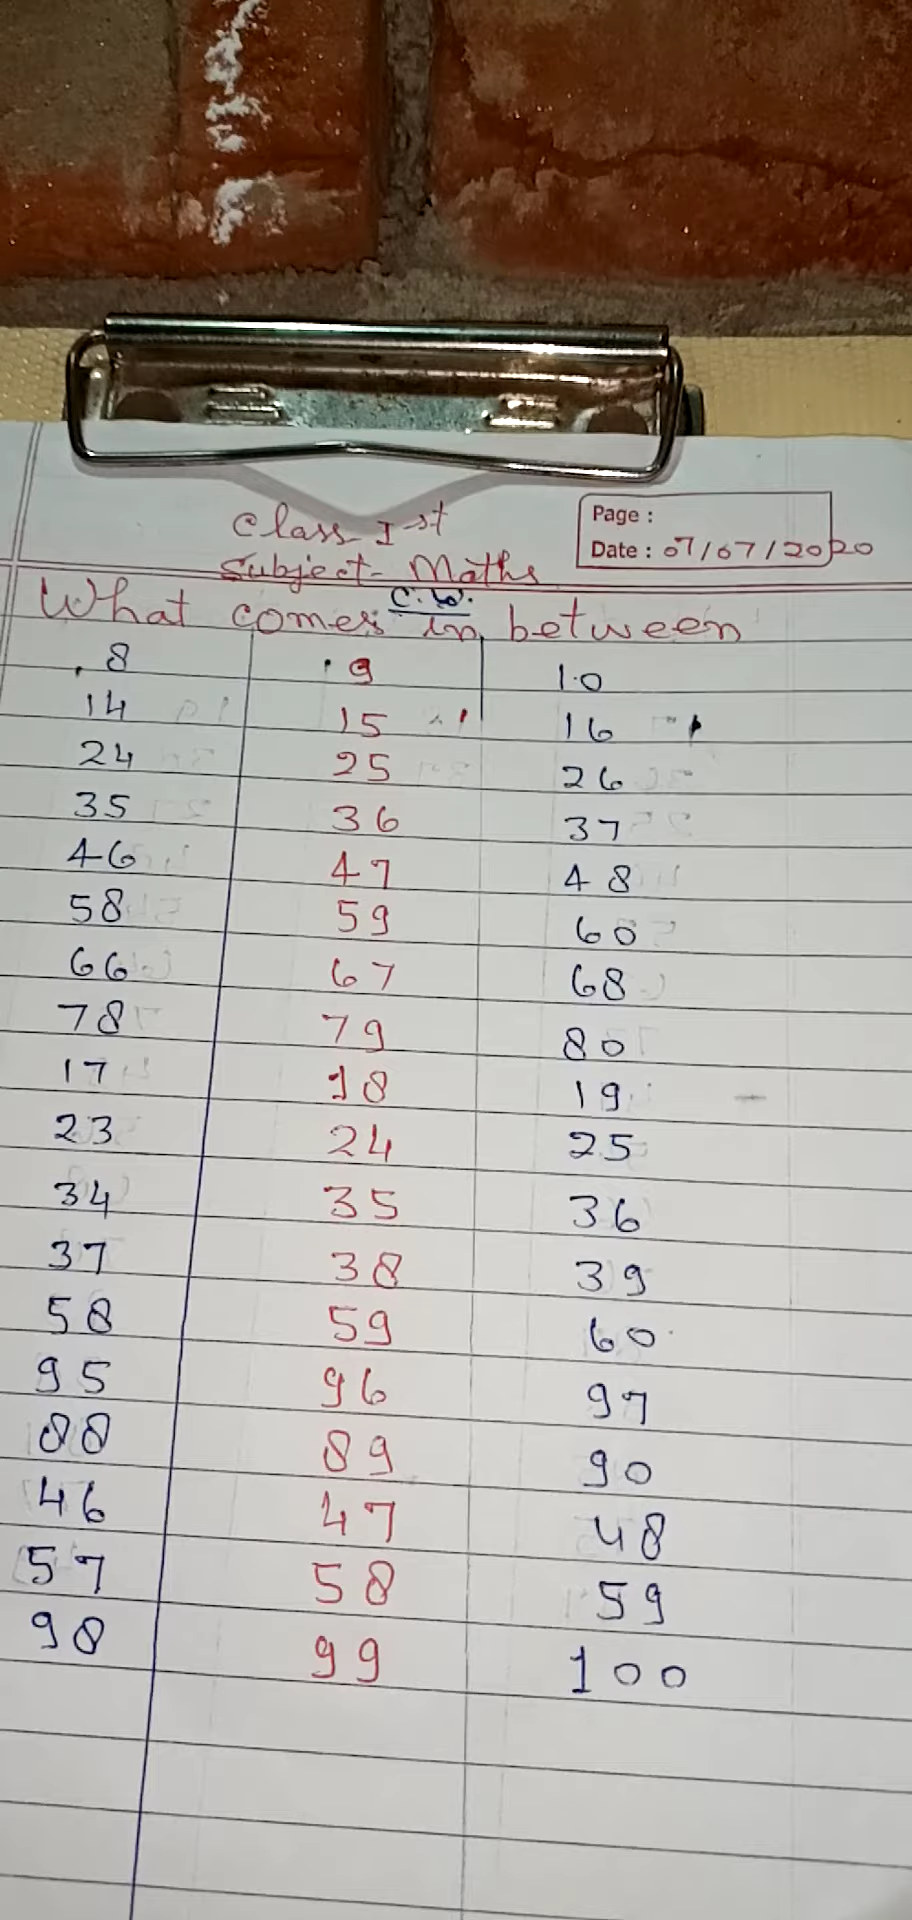 Class Ist
Page :
Date : 07/07/2020
Subject- Maths
C.W.
What comes in between
8 9 10
14 15 16
24 25 26
35 36 37
46 47 48
58 59 60
66 67 68
78 79 80
17 18 19
23 24 25
34 35 36
37 38 39
58 59 60
95 96 97
88 89 90
46 47 48
57 58 59
98 99 100